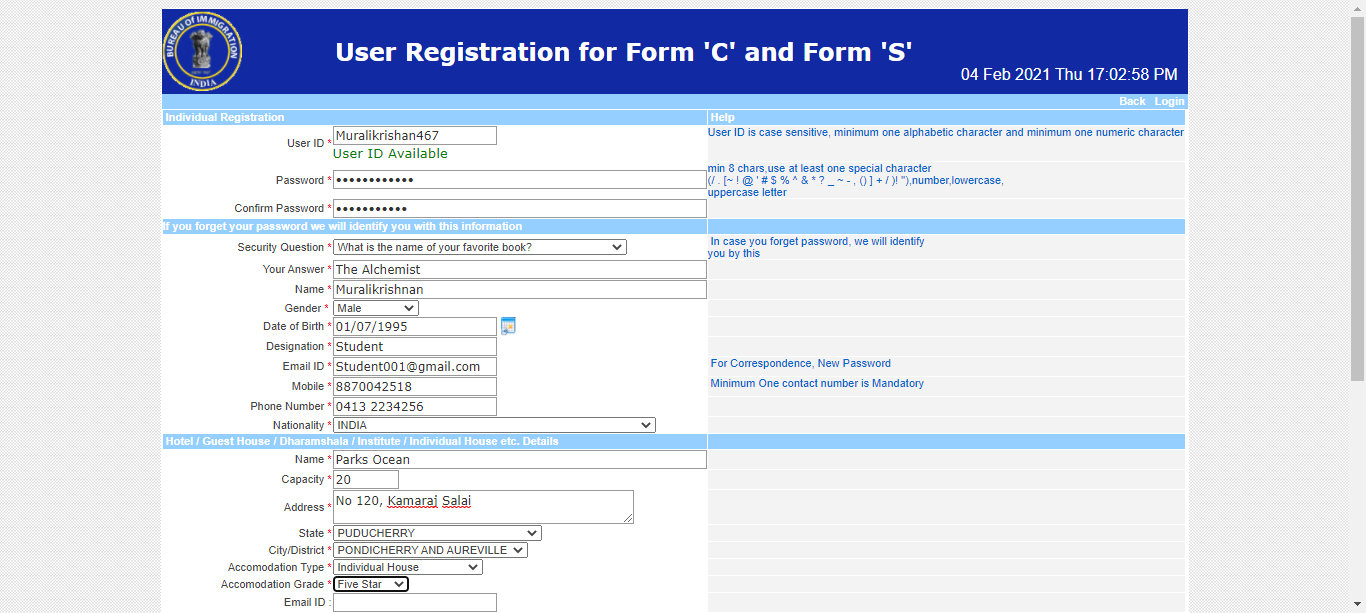 BUREAU OF IMMIGRATION
INDIA
User Registration for Form 'C' and Form 'S'
04 Feb 2021 Thu 17:02:58 PM
Back Login
Individual Registration Help
User ID * Muralikrishan467 User ID is case sensitive, minimum one alphabetic character and minimum one numeric character
User ID Available
min 8 chars,use at least one special character
Password * •••••••••••• (/ . [~ ! @ ' # $ % ^ & * ? _ ~ - , () ] + / )! "),number,lowercase,
uppercase letter
Confirm Password * •••••••••••
If you forget your password we will identify you with this information
Security Question * What is the name of your favorite book? In case you forget password, we will identify
you by this
Your Answer * The Alchemist
Name * Muralikrishnan
Gender * Male
Date of Birth * 01/07/1995
Designation * Student
Email ID * Student001@gmail.com For Correspondence, New Password
Mobile * 8870042518 Minimum One contact number is Mandatory
Phone Number * 0413 2234256
Nationality * INDIA
Hotel / Guest House / Dharamshala / Institute / Individual House etc. Details
Name * Parks Ocean
Capacity * 20
Address * No 120, Kamaraj Salai
State * PUDUCHERRY
City/District * PONDICHERRY AND AUREVILLE
Accomodation Type * Individual House
Accomodation Grade * Five Star
Email ID :